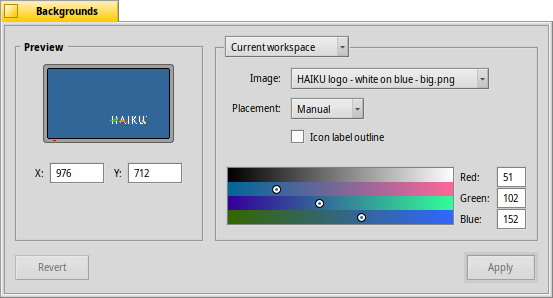 Backgrounds
Preview
HAIKU
X: 976 Y: 712
Current workspace
Image: HAIKU logo - white on blue - big.png
Placement: Manual
Icon label outline
Red: 51
Green: 102
Blue: 152
Revert
Apply